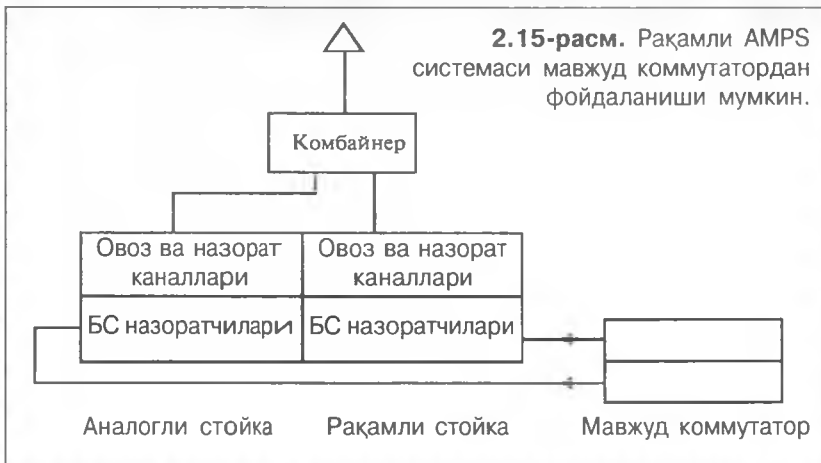 2.15-расм. Рақамли AMPS
системаси мавжуд коммутатордан
фойдаланиши мумкин.
Комбайнер
Овоз ва назорат
каналлари
Овоз ва назорат
каналлари
БС назоратчилари
БС назоратчилари
Аналогли стойка
Рақамли стойка
Мавжуд коммутатор